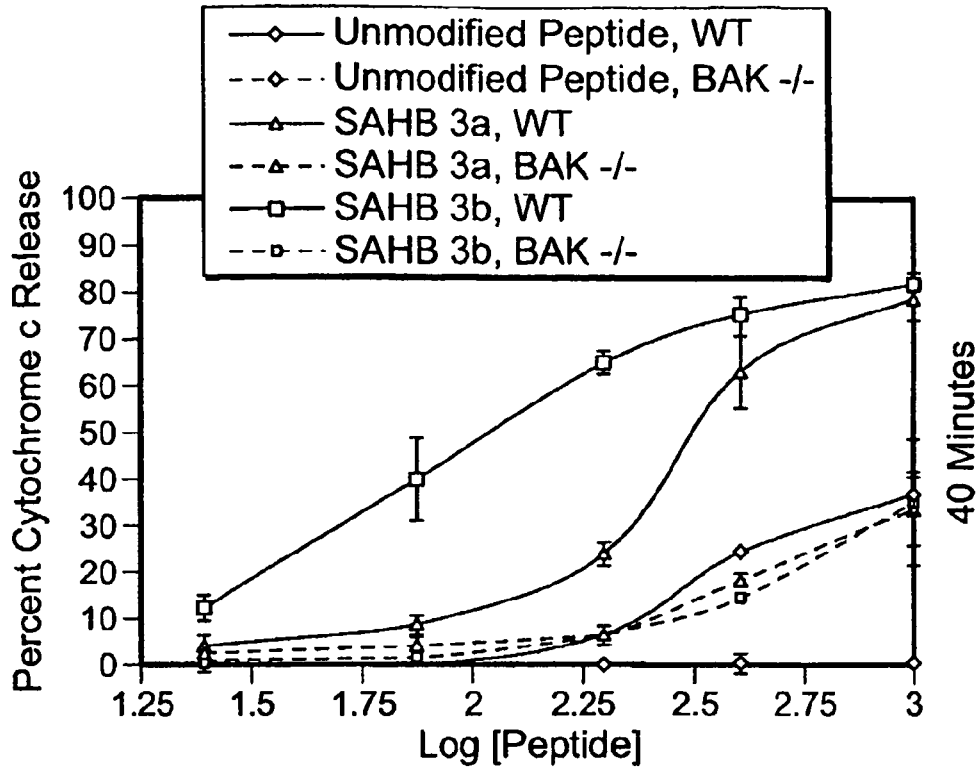 Unmodified Peptide, WT
Unmodified Peptide, BAK -/-
SAHB 3a, WT
SAHB 3a, BAK -/-
SAHB 3b, WT
SAHB 3b, BAK -/-
Percent Cytochrome c Release
100
90
80
70
60
50
40
30
20
10
0
1.25
1.5
1.75
2
2.25
2.5
2.75
3
Log [Peptide]
40 Minutes